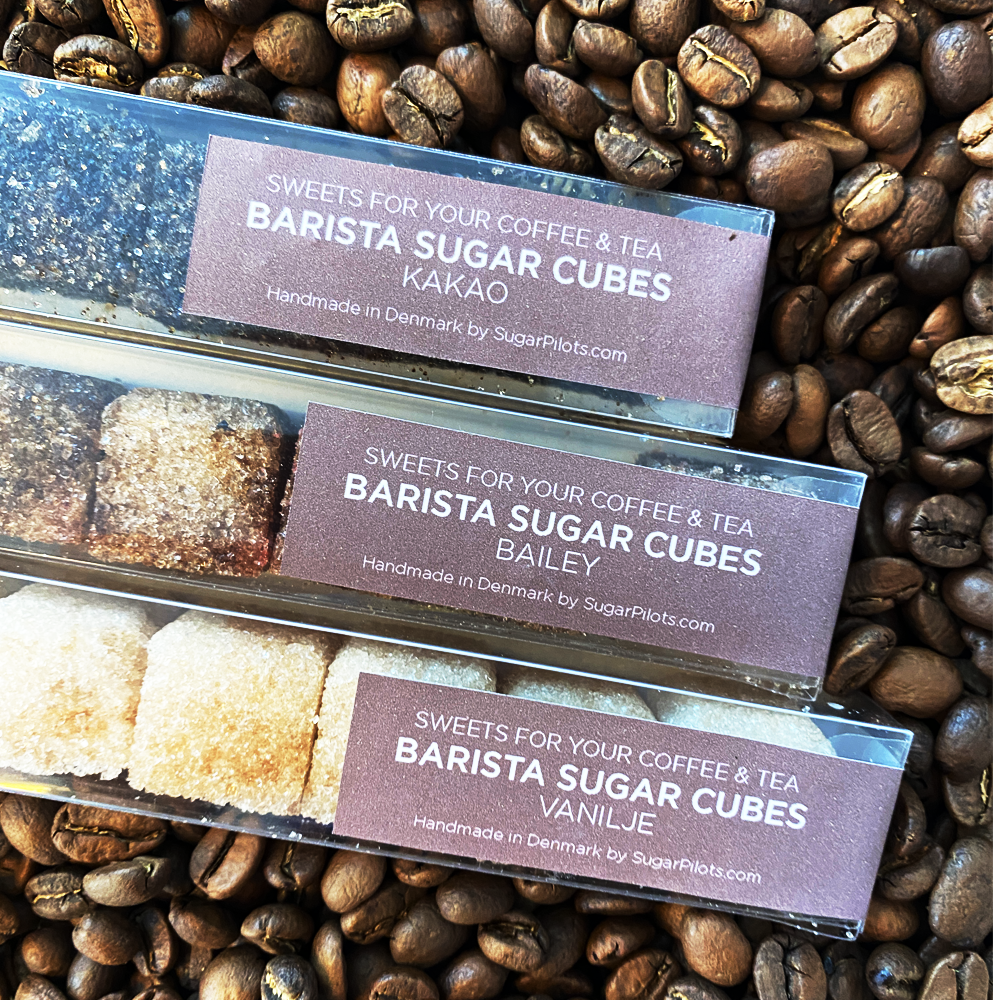 SWEETS FOR YOUR COFFEE & TEA
BARISTA SUGAR CUBES
KAKAO
Handmade in Denmark by SugarPilots.com
SWEETS FOR YOUR COFFEE & TEA
BARISTA SUGAR CUBES
BAILEY
Handmade in Denmark by SugarPilots.com
SWEETS FOR YOUR COFFEE & TEA
BARISTA SUGAR CUBES
VANILJE
Handmade in Denmark by SugarPilots.com